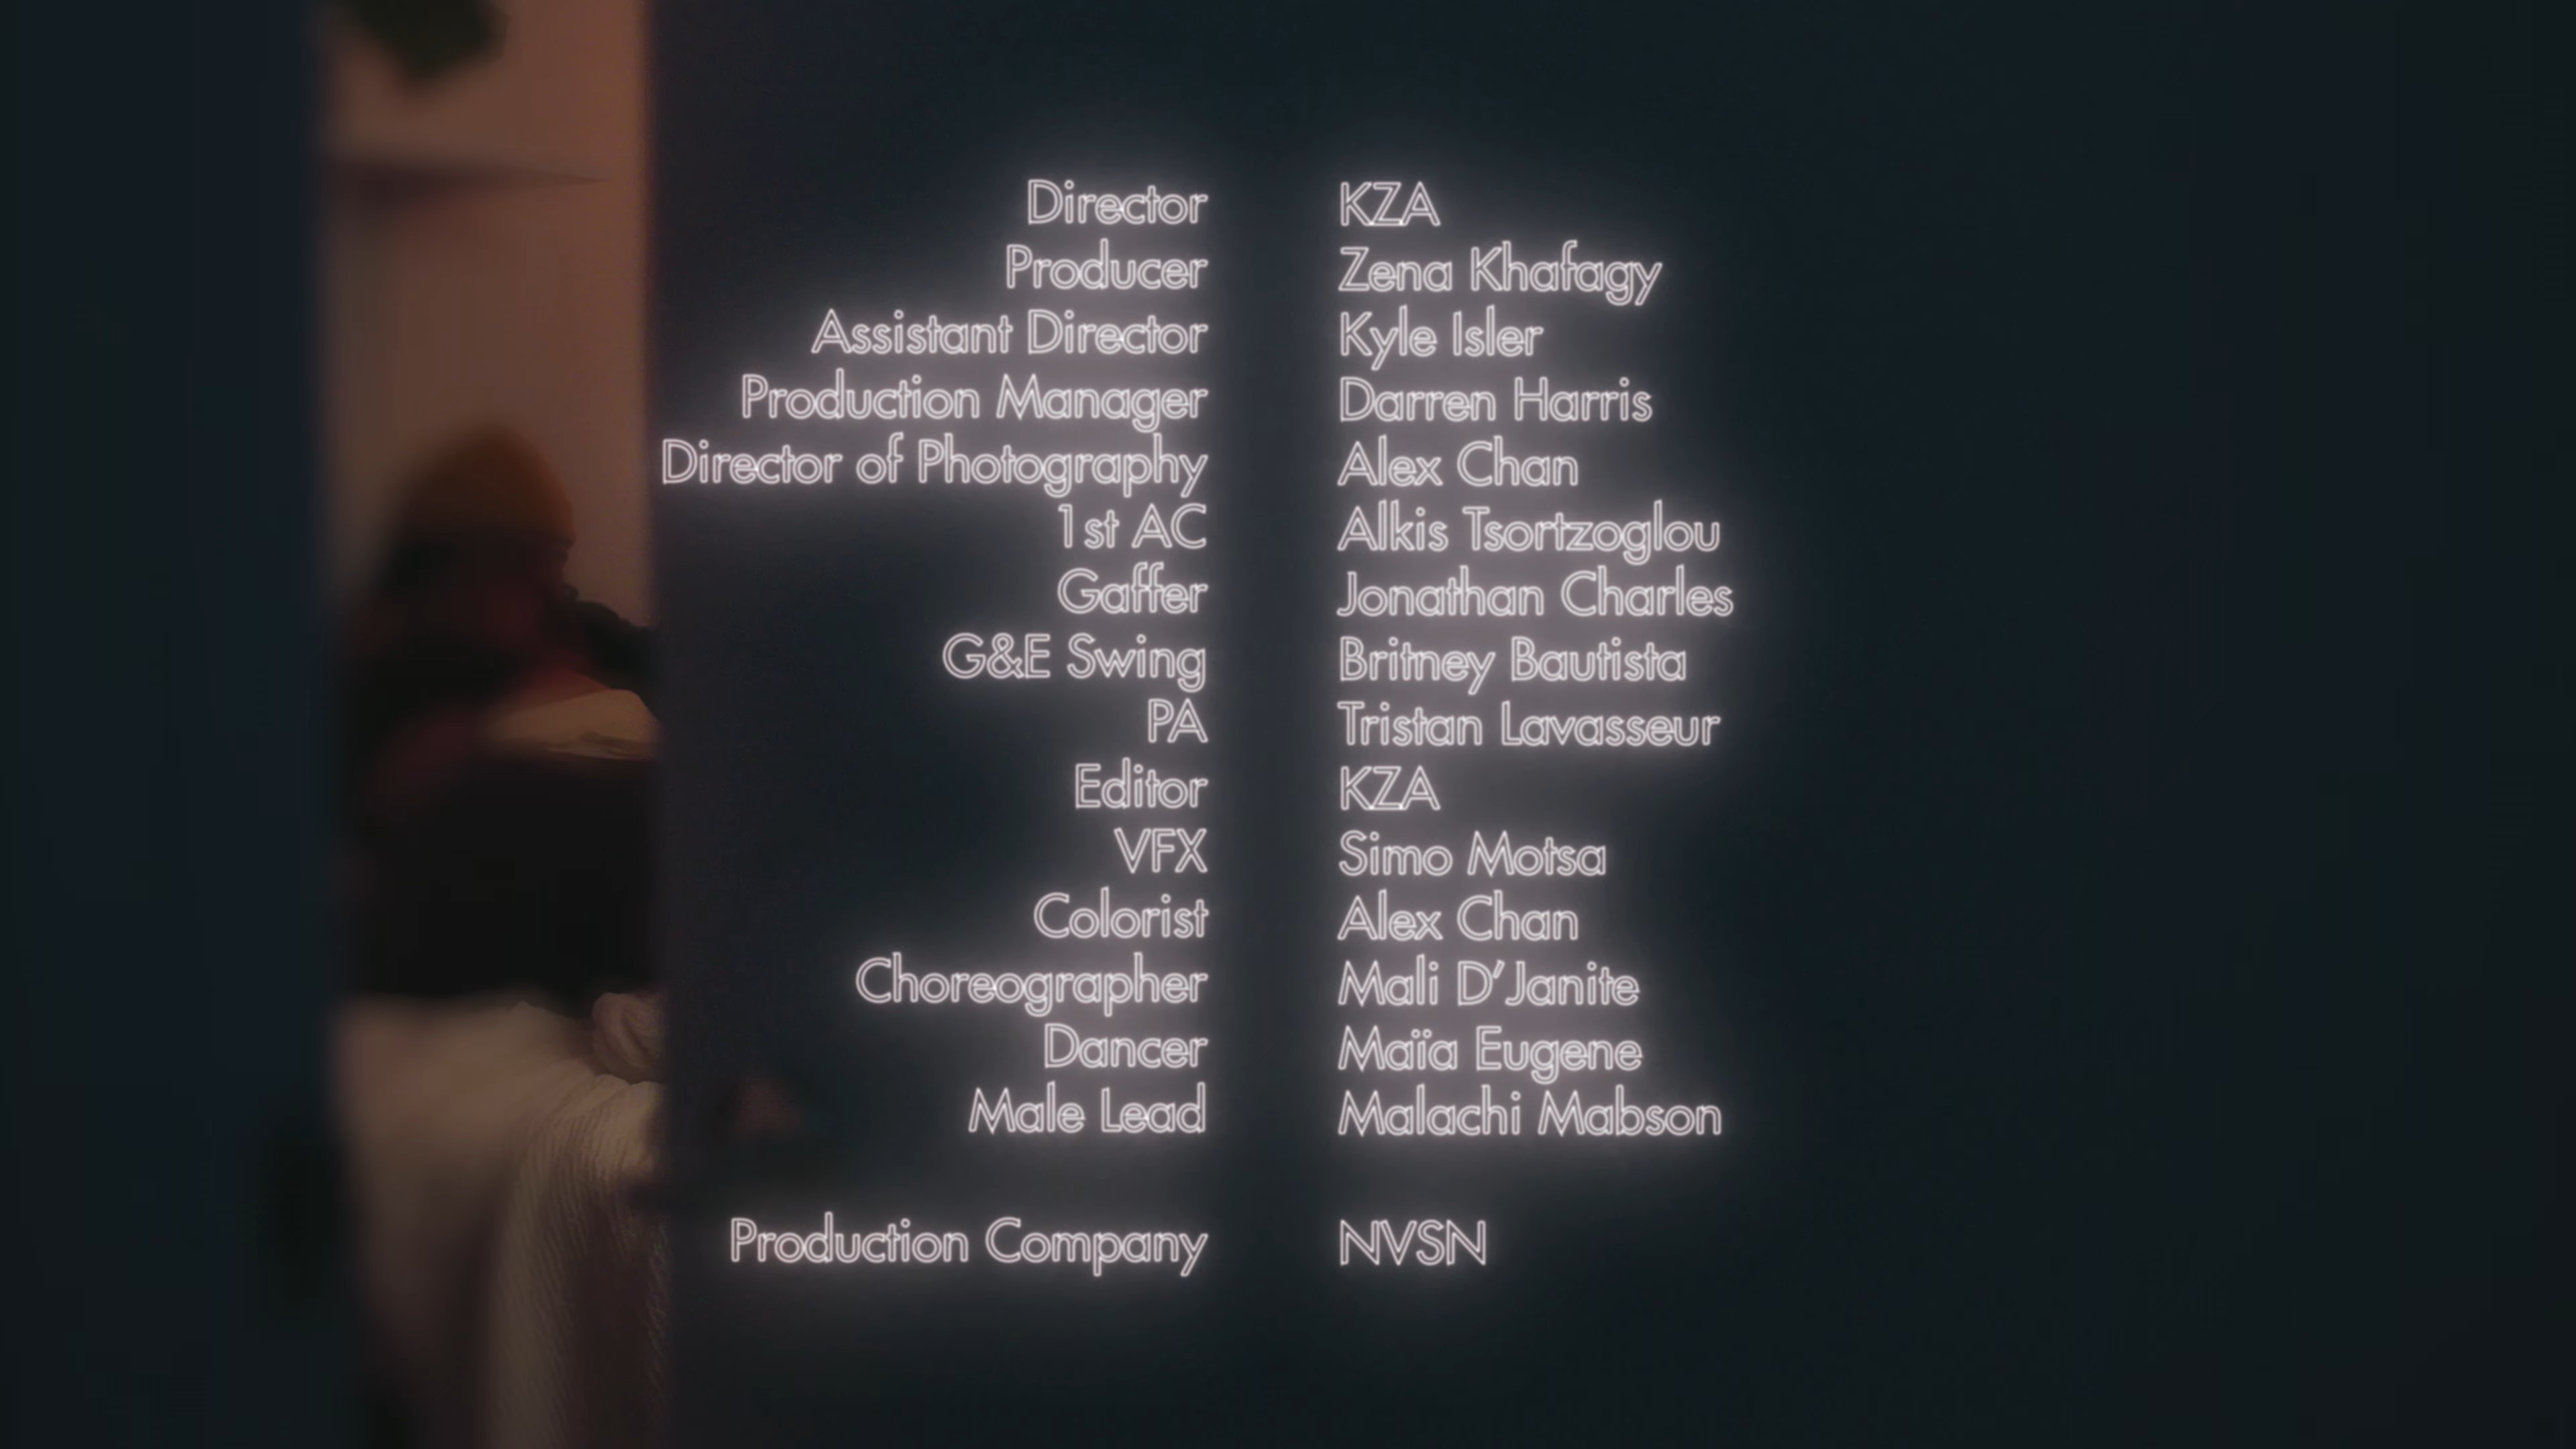 Director KZA
Producer Zena Khafagy
Assistant Director Kyle Isler
Production Manager Darren Harris
Director of Photography Alex Chan
1st AC Alkis Tsortzoglou
Gaffer Jonathan Charles
G&E Swing Britney Bautista
PA Tristan Lavasseur
Editor KZA
VFX Simo Motsa
Colorist Alex Chan
Choreographer Mali D'Janite
Dancer Maïa Eugene
Male Lead Malachi Mabson
Production Company NVSN